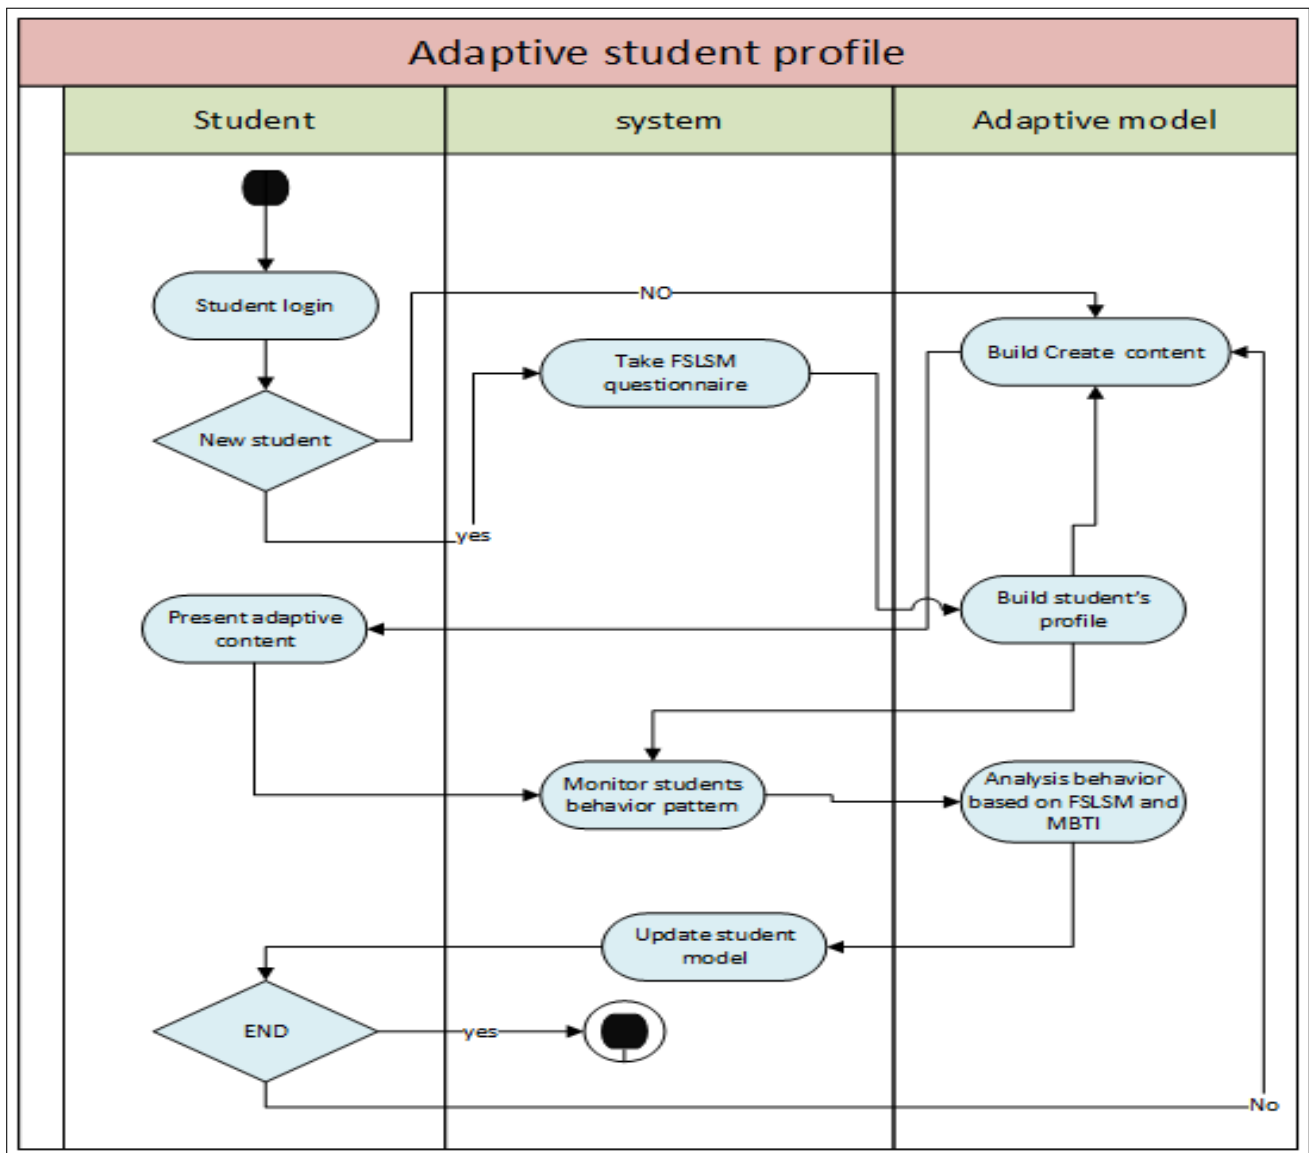 Adaptive student profile
Student
system
Adaptive model
Student login
NO
Take FSLSM
questionnaire
Build Create content
New student
yes
Present adaptive
content
Build student's
profile
Monitor students
behavior pattem
Analysis behavior
based on FSLSM and
MBTI
Update student
model
END
yes
No